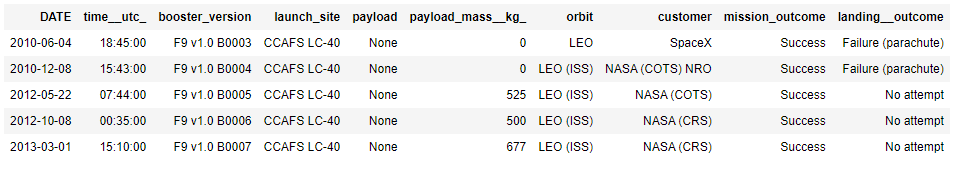 DATE time__utc_ booster_version launch_site payload payload_mass__kg_ orbit customer mission_outcome landing__outcome
2010-06-04 18:45:00 F9 v1.0 B0003 CCAFS LC-40 None 0 LEO SpaceX Success Failure (parachute)
2010-12-08 15:43:00 F9 v1.0 B0004 CCAFS LC-40 None 0 LEO (ISS) NASA (COTS) NRO Success Failure (parachute)
2012-05-22 07:44:00 F9 v1.0 B0005 CCAFS LC-40 None 525 LEO (ISS) NASA (COTS) Success No attempt
2012-10-08 00:35:00 F9 v1.0 B0006 CCAFS LC-40 None 500 LEO (ISS) NASA (CRS) Success No attempt
2013-03-01 15:10:00 F9 v1.0 B0007 CCAFS LC-40 None 677 LEO (ISS) NASA (CRS) Success No attempt